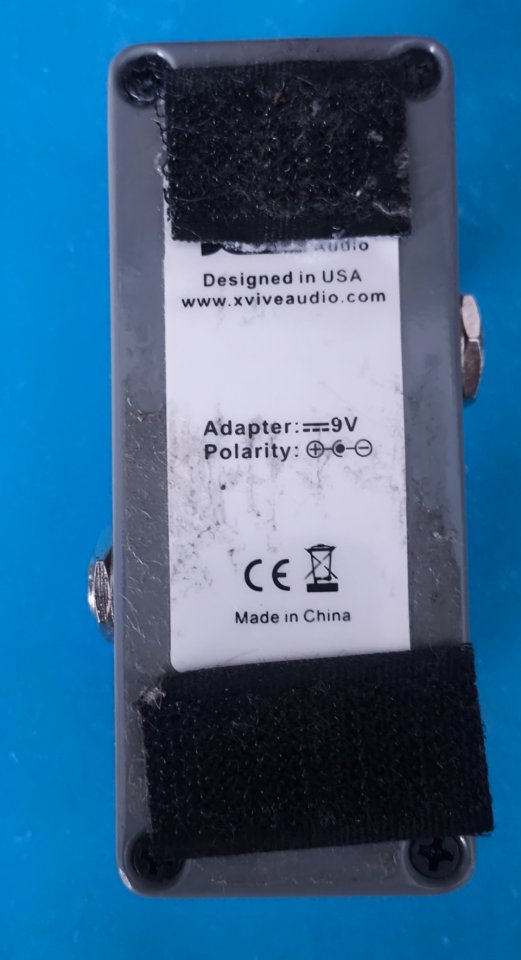 Audio
Designed in USA
www.xviveaudio.com
Adapter: 9V
Polarity:
CE
Made in China